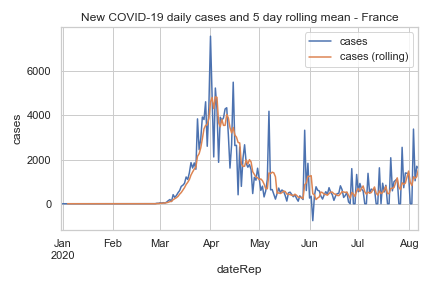 New COVID-19 daily cases and 5 day rolling mean - France
cases
cases (rolling)
6000
4000
2000
0
cases
Jan
2020
Feb
Mar
Apr
May
Jun
Jul
Aug
dateRep